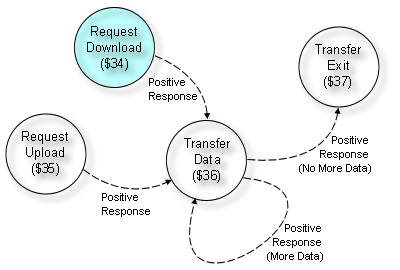 Request
Download
($34)
Positive
Response
Transfer
Exit
($37)
Request
Upload
($35)
Positive
Response
Transfer
Data
($36)
Positive
Response
(No More Data)
Positive
Response
(More Data)